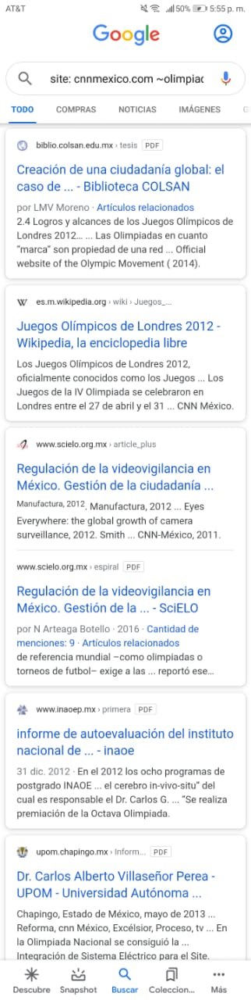 AT&T 50% 5:55 p. m.
Google
site: cnnmexico.com ~olimpiac
TODO COMPRAS NOTICIAS IMÁGENES G
biblio.colsan.edu.mx › tesis PDF
Creación de una ciudadanía global: el
caso de ... - Biblioteca COLSAN
por LMV Moreno · Artículos relacionados
2.4 Logros y alcances de los Juegos Olímpicos de
Londres 2012... ... Las Olimpiadas en cuanto
"marca" son propiedad de una red ... Official
website of the Olympic Movement ( 2014).
W es.m.wikipedia.org › wiki › Juegos_...
Juegos Olímpicos de Londres 2012 -
Wikipedia, la enciclopedia libre
Los Juegos Olímpicos de Londres 2012,
oficialmente conocidos como los Juegos ... Los
Juegos de la IV Olimpiada se celebraron en
Londres entre el 27 de abril y el 31 ... CNN México.
www.scielo.org.mx › article_plus
Regulación de la videovigilancia en
México. Gestión de la ciudadanía ...
Manufactura, 2012. Manufactura, 2012 ... Eyes
Everywhere: the global growth of camera
surveillance, 2012. Smith ... CNN-México, 2011.
www.scielo.org.mx › espiral PDF
Regulación de la videovigilancia en
México. Gestión de la ... - SciELO
por N Arteaga Botello · 2016 · Cantidad de
menciones: 9 · Artículos relacionados
de referencia mundial –como olimpiadas o
torneos de futbol– exige a las ... reportó ese...
www.inaoep.mx › primera PDF
informe de autoevaluación del instituto
nacional de ... - inaoe
31 dic. 2012 · En el 2012 los ocho programas de
postgrado INAOE ... el cerebro in-vivo-situ" del
cual es responsable el Dr. Carlos G. ... "Se realiza
premiación de la Octava Olimpiada.
upom.chapingo.mx › Inform... PDF
Dr. Carlos Alberto Villaseñor Perea -
UPOM - Universidad Autónoma ...
Chapingo, Estado de México, mayo de 2013 ...
Reforma, cnn México, Excélsior, Proceso, tv ... En
la Olimpiada Nacional se consiguió la ...
Integración de Sistema Eléctrico para el Site.
Descubre Snapshot Buscar Coleccion... Más